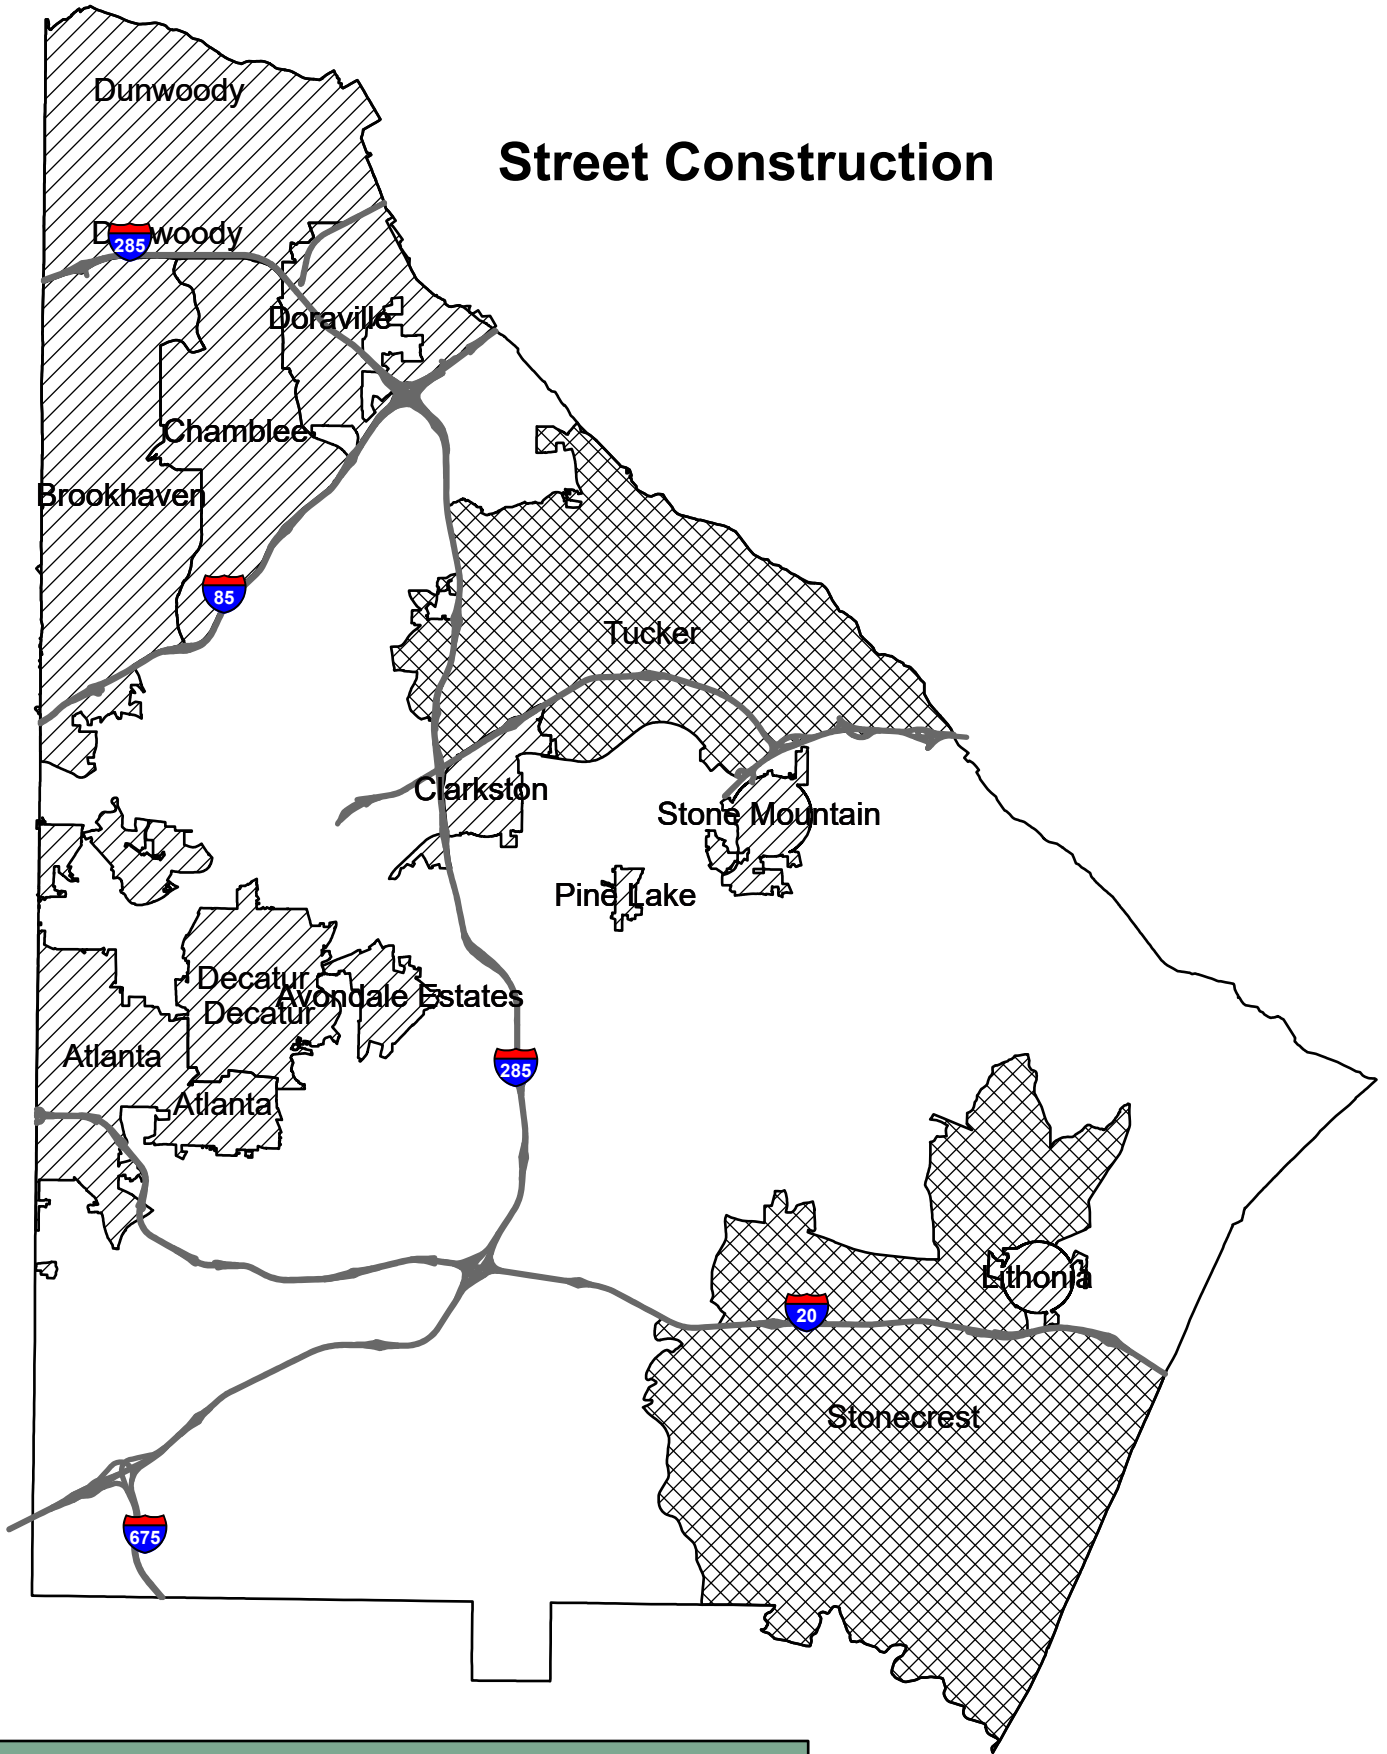 Dunwoody
Street Construction
D woody
285
Doraville
Chamblee
Brookhaven
85
Tucker
Clarkston
Stone Mountain
Pine Lake
Decatur
Avondale Estates
Decatur
Atlanta
285
Atlanta
Lithonia
20
Stonecrest
675